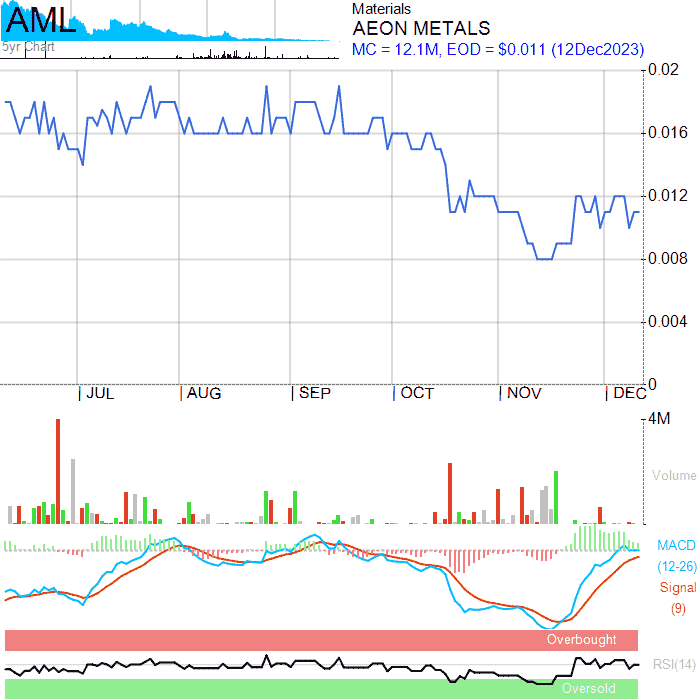 AML
5yr Chart
Materials
AEON METALS
MC = 12.1M, EOD = $0.011 (12Dec2023)
0.02
0.016
0.012
0.008
0.004
0
JUL AUG SEP OCT NOV DEC
4M
Volume
MACD
(12-26)
Signal
(9)
Overbought
RSI(14)
Oversold